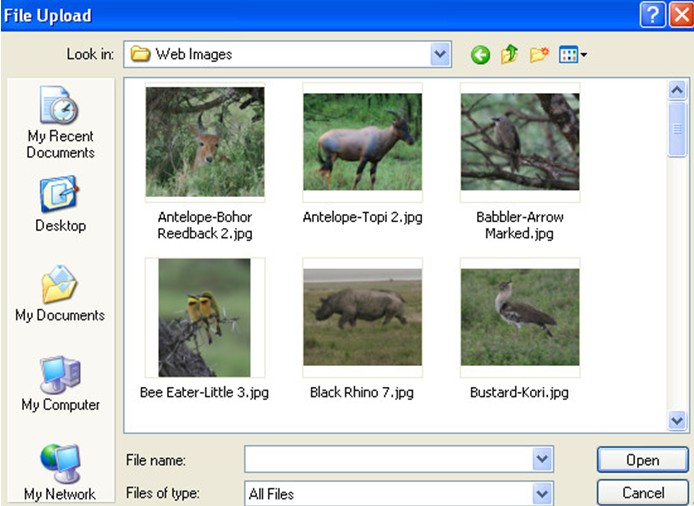 File Upload
Look in:
Web Images
My Recent
Documents
Desktop
My Documents
My Computer
My Network
Antelope-Bohor
Reedback 2.jpg
Antelope-Topi 2.jpg
Babbler-Arrow
Marked.jpg
Bee Eater-Little 3.jpg
Black Rhino 7.jpg
Bustard-Kori.jpg
File name:
Open
Files of type:
All Files
Cancel